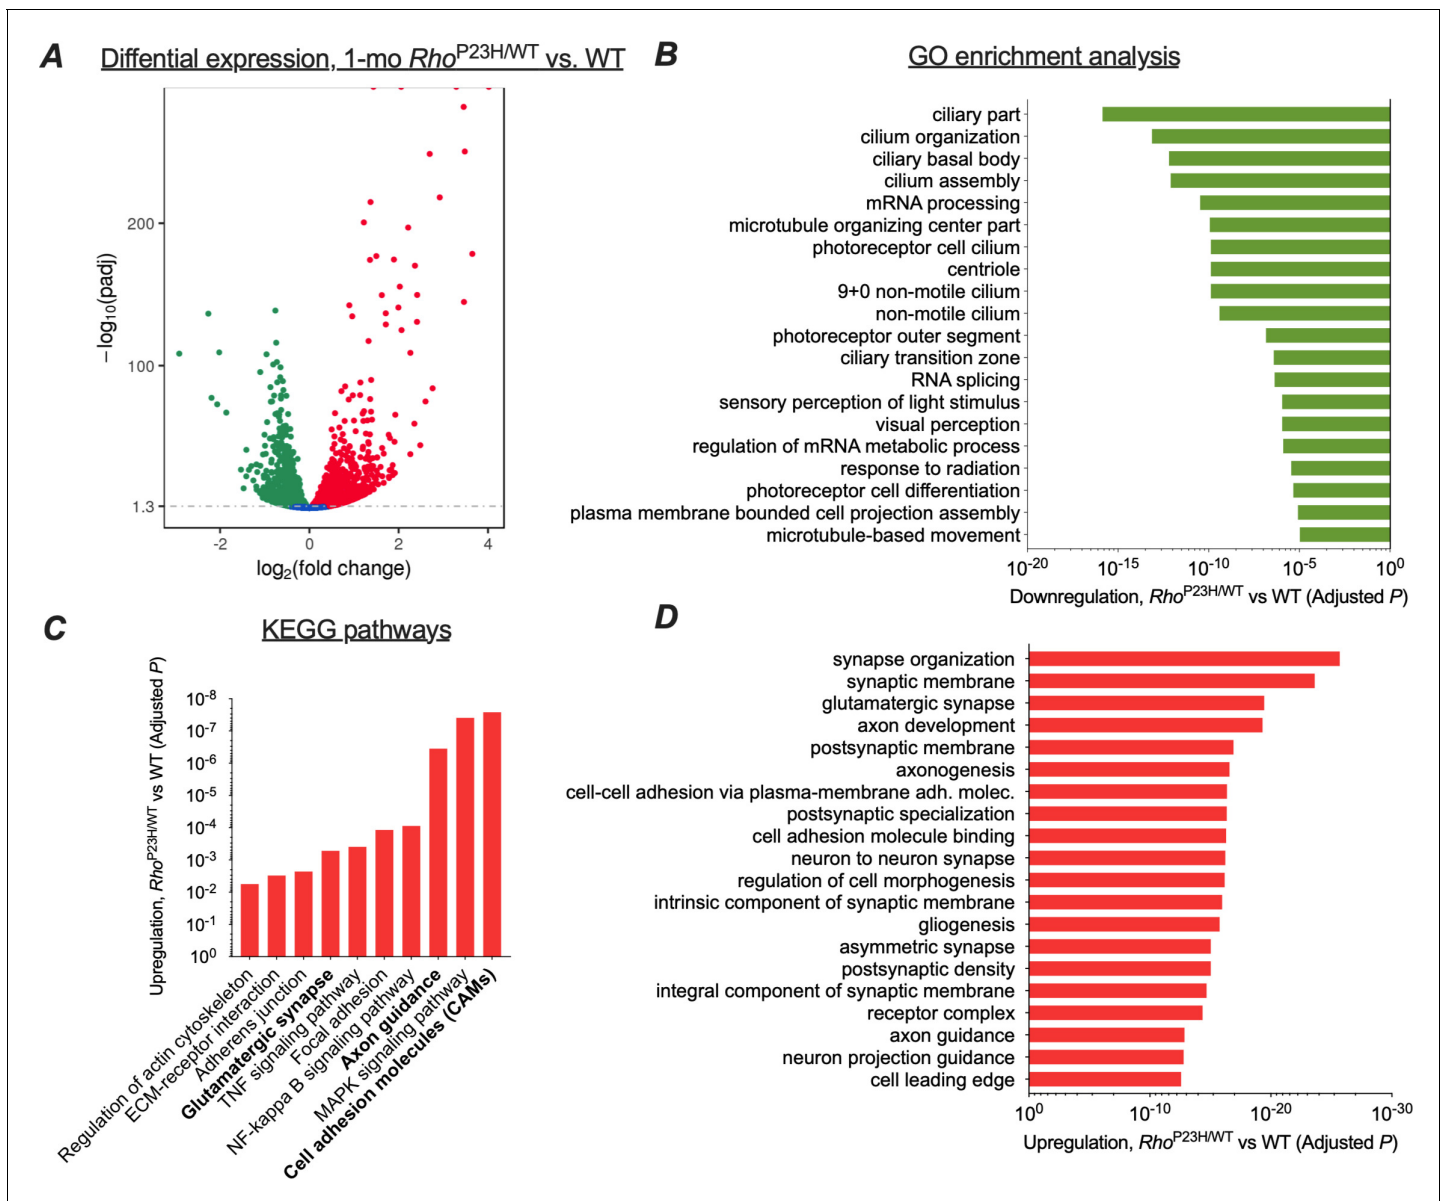 A
Diffential expression, 1-mo Rho^P23H/WT vs. WT
−log10(padj)
200
100
1.3
-2 0 2 4
log2(fold change)
B
GO enrichment analysis
ciliary part
cilium organization
ciliary basal body
cilium assembly
mRNA processing
microtubule organizing center part
photoreceptor cell cilium
centriole
9+0 non-motile cilium
non-motile cilium
photoreceptor outer segment
ciliary transition zone
RNA splicing
sensory perception of light stimulus
visual perception
regulation of mRNA metabolic process
response to radiation
photoreceptor cell differentiation
plasma membrane bounded cell projection assembly
microtubule-based movement
10^-20 10^-15 10^-10 10^-5 10^0
Downregulation, Rho^P23H/WT vs WT (Adjusted P)
C
KEGG pathways
Upregulation, Rho^P23H/WT vs WT (Adjusted P)
10^-8
10^-7
10^-6
10^-5
10^-4
10^-3
10^-2
10^-1
10^0
Regulation of actin cytoskeleton
ECM-receptor interaction
Adherens junction
Glutamatergic synapse
TNF signaling pathway
Focal adhesion
NF-kappa B signaling pathway
Axon guidance
MAPK signaling pathway
Cell adhesion molecules (CAMs)
D
synapse organization
synaptic membrane
glutamatergic synapse
axon development
postsynaptic membrane
axonogenesis
cell-cell adhesion via plasma-membrane adh. molec.
postsynaptic specialization
cell adhesion molecule binding
neuron to neuron synapse
regulation of cell morphogenesis
intrinsic component of synaptic membrane
gliogenesis
asymmetric synapse
postsynaptic density
integral component of synaptic membrane
receptor complex
axon guidance
neuron projection guidance
cell leading edge
10^0 10^-10 10^-20 10^-30
Upregulation, Rho^P23H/WT vs WT (Adjusted P)